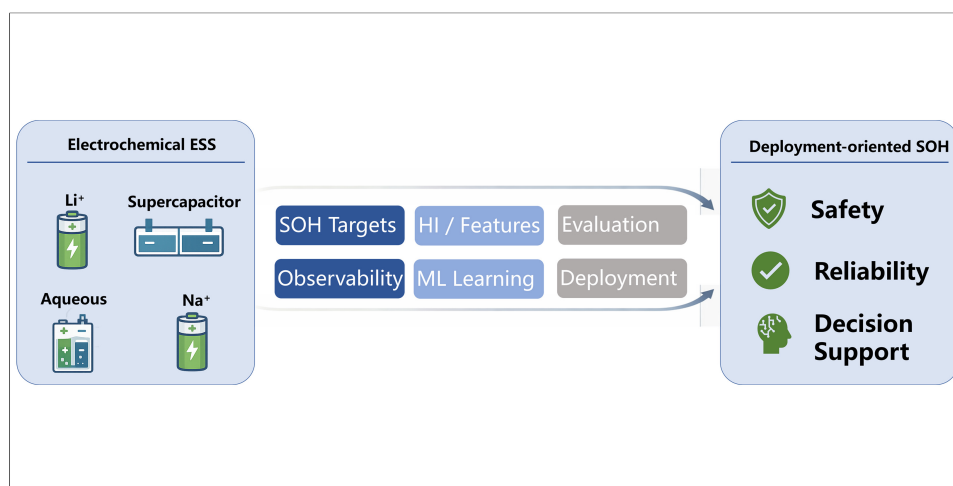 Electrochemical ESS
Li⁺
Supercapacitor
Aqueous
Na⁺
SOH Targets
HI / Features
Evaluation
Observability
ML Learning
Deployment
Deployment-oriented SOH
Safety
Reliability
Decision
Support